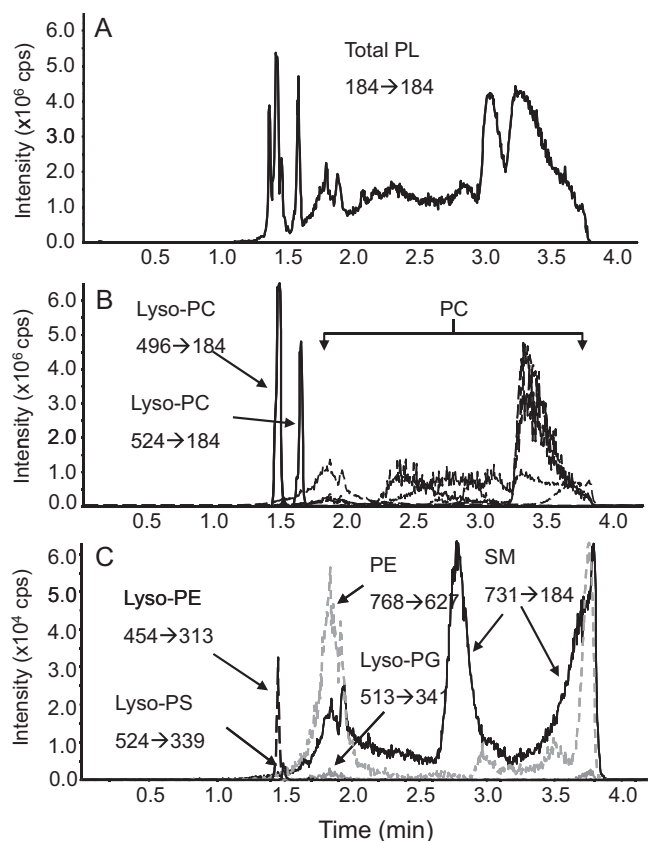 A
Total PL
184→184
Intensity (x10⁶ cps)
6.0
5.0
4.0
3.0
2.0
1.0
0.0
0.5 1.0 1.5 2.0 2.5 3.0 3.5 4.0
B
Lyso-PC
496→184
Lyso-PC
524→184
PC
Intensity (x10⁶ cps)
6.0
5.0
4.0
3.0
2.0
1.0
0.0
0.5 1.0 1.5 2.0 2.5 3.0 3.5 4.0
C
Lyso-PE
454→313
Lyso-PS
524→339
PE
768→627
Lyso-PG
513→341
SM
731→184
Intensity (x10⁴ cps)
6.0
5.0
4.0
3.0
2.0
1.0
0.0
0.5 1.0 1.5 2.0 2.5 3.0 3.5 4.0
Time (min)